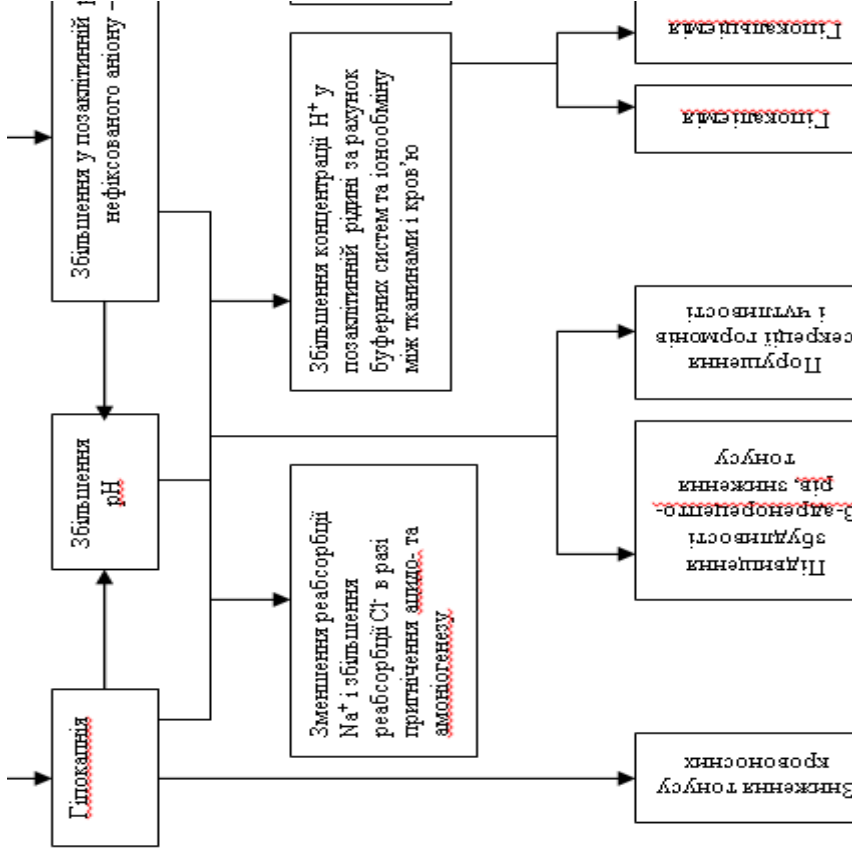 Гіпокапнія
Збільшення
pH
Збільшення у позаклітинній
нефіксованого аніону –
Зменшення реабсорбції
Na⁺ і збільшення
реабсорбції Cl⁻ в разі
пригнічення ацидо- та
амоніогенезу
Збільшення концентрації H⁺ у
позаклітинній рідині за рахунок
буферних систем та іонообміну
між тканинами і кров’ю
Зниження тонусу
кровоносних
Підвищення
збудливості
В-адренорецепто-
рів, зниження
тонусу
Порушення
секреції гормонів
і чутливості
Гіпокаліємія
Гіпокальціємія